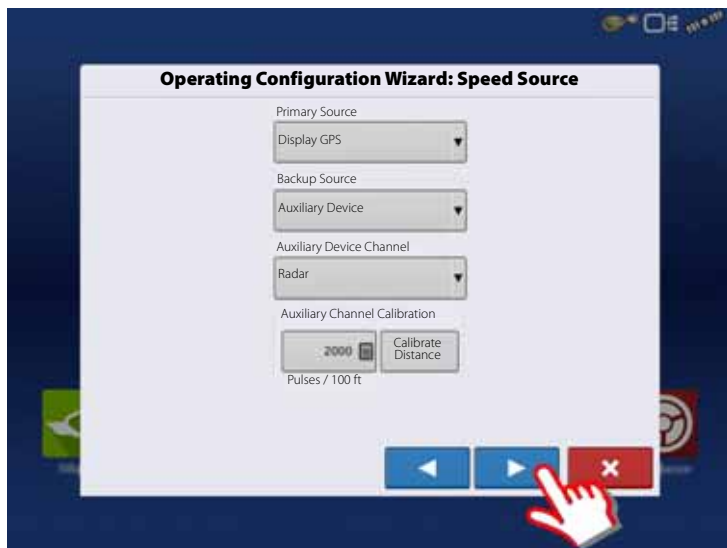 Operating Configuration Wizard: Speed Source
Primary Source
Display GPS
Backup Source
Auxiliary Device
Auxiliary Device Channel
Radar
Auxiliary Channel Calibration
2000
Calibrate
Distance
Pulses / 100 ft